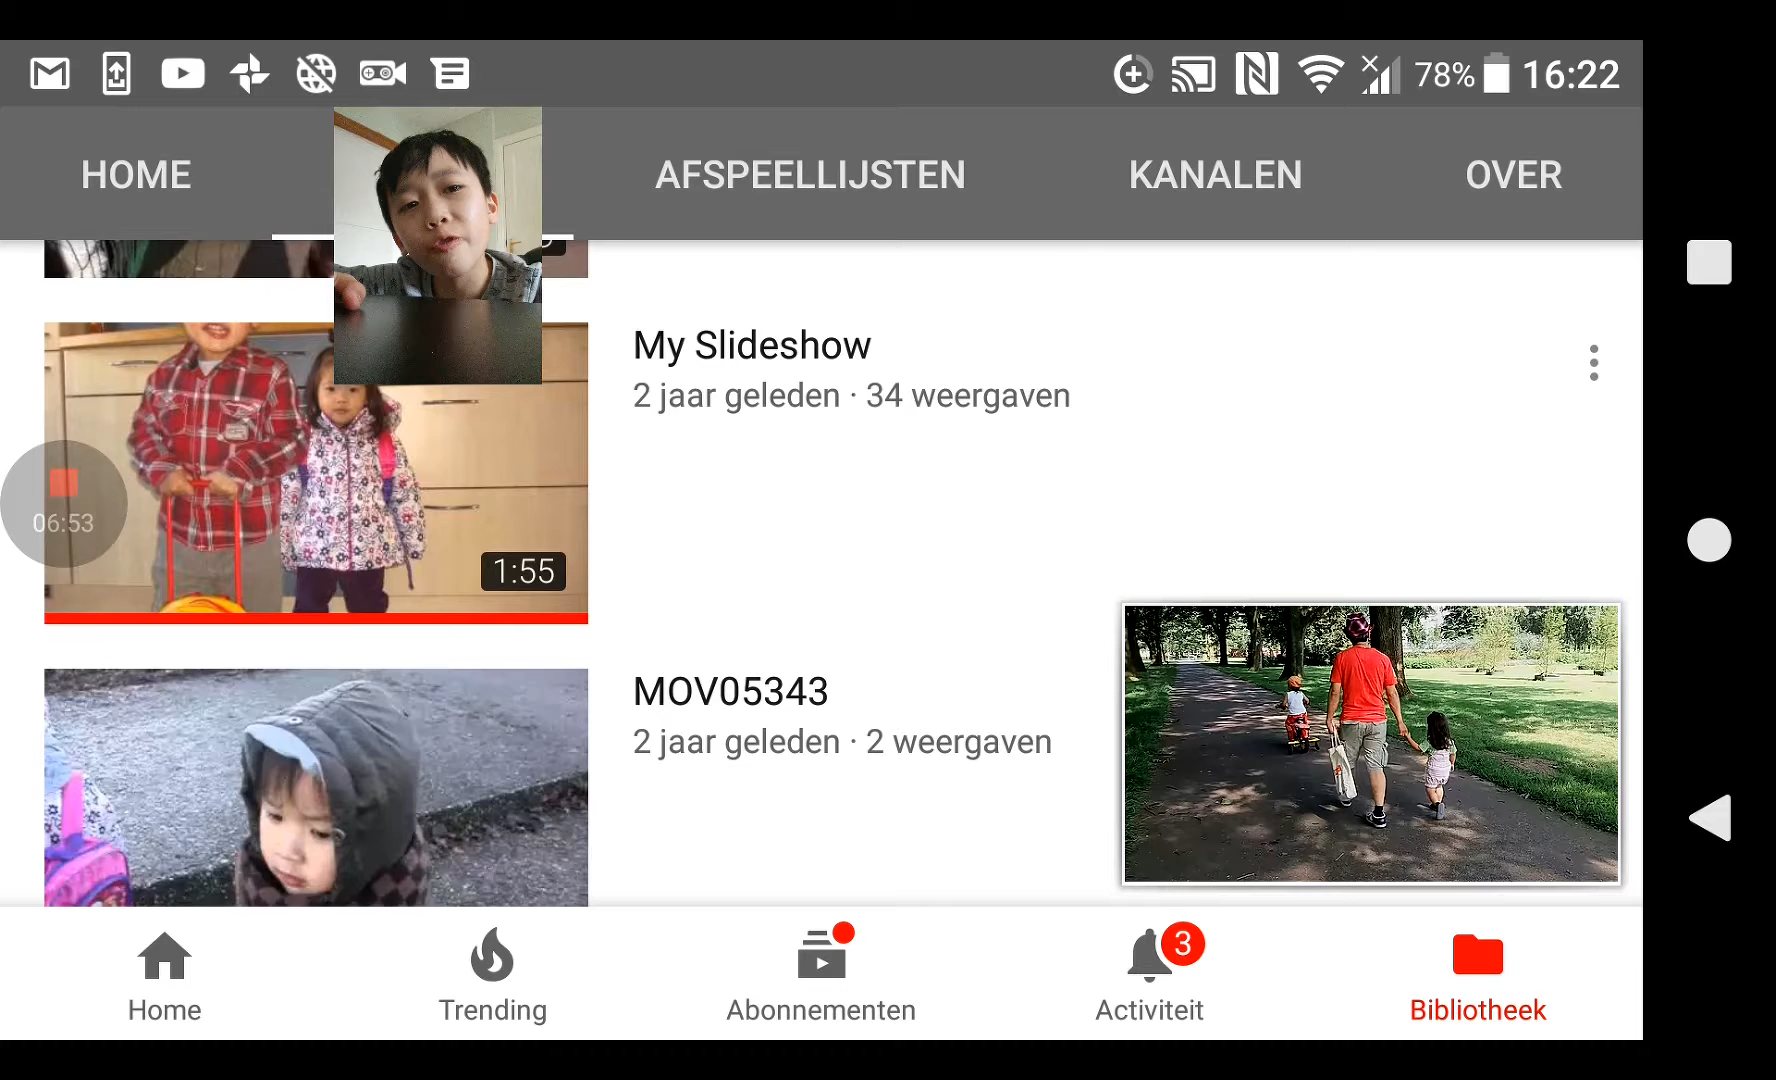 78% 16:22
HOME AFSPEELLIJSTEN KANALEN OVER
My Slideshow
2 jaar geleden · 34 weergaven
06:53
1:55
MOV05343
2 jaar geleden · 2 weergaven
3
Home Trending Abonnementen Activiteit Bibliotheek